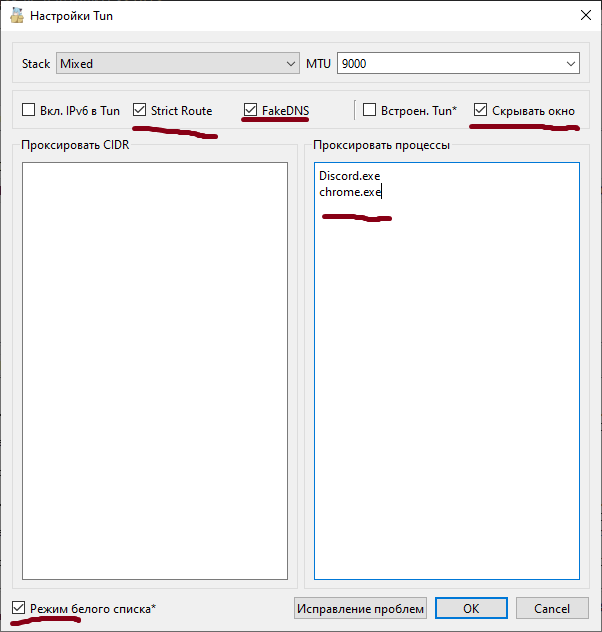 Настройки Tun
Stack Mixed MTU 9000
Вкл. IPv6 в Tun Strict Route FakeDNS Встроен. Tun* Скрывать окно
Проксировать CIDR Проксировать процессы
Discord.exe
chrome.exe
Режим белого списка* Исправление проблем OK Cancel